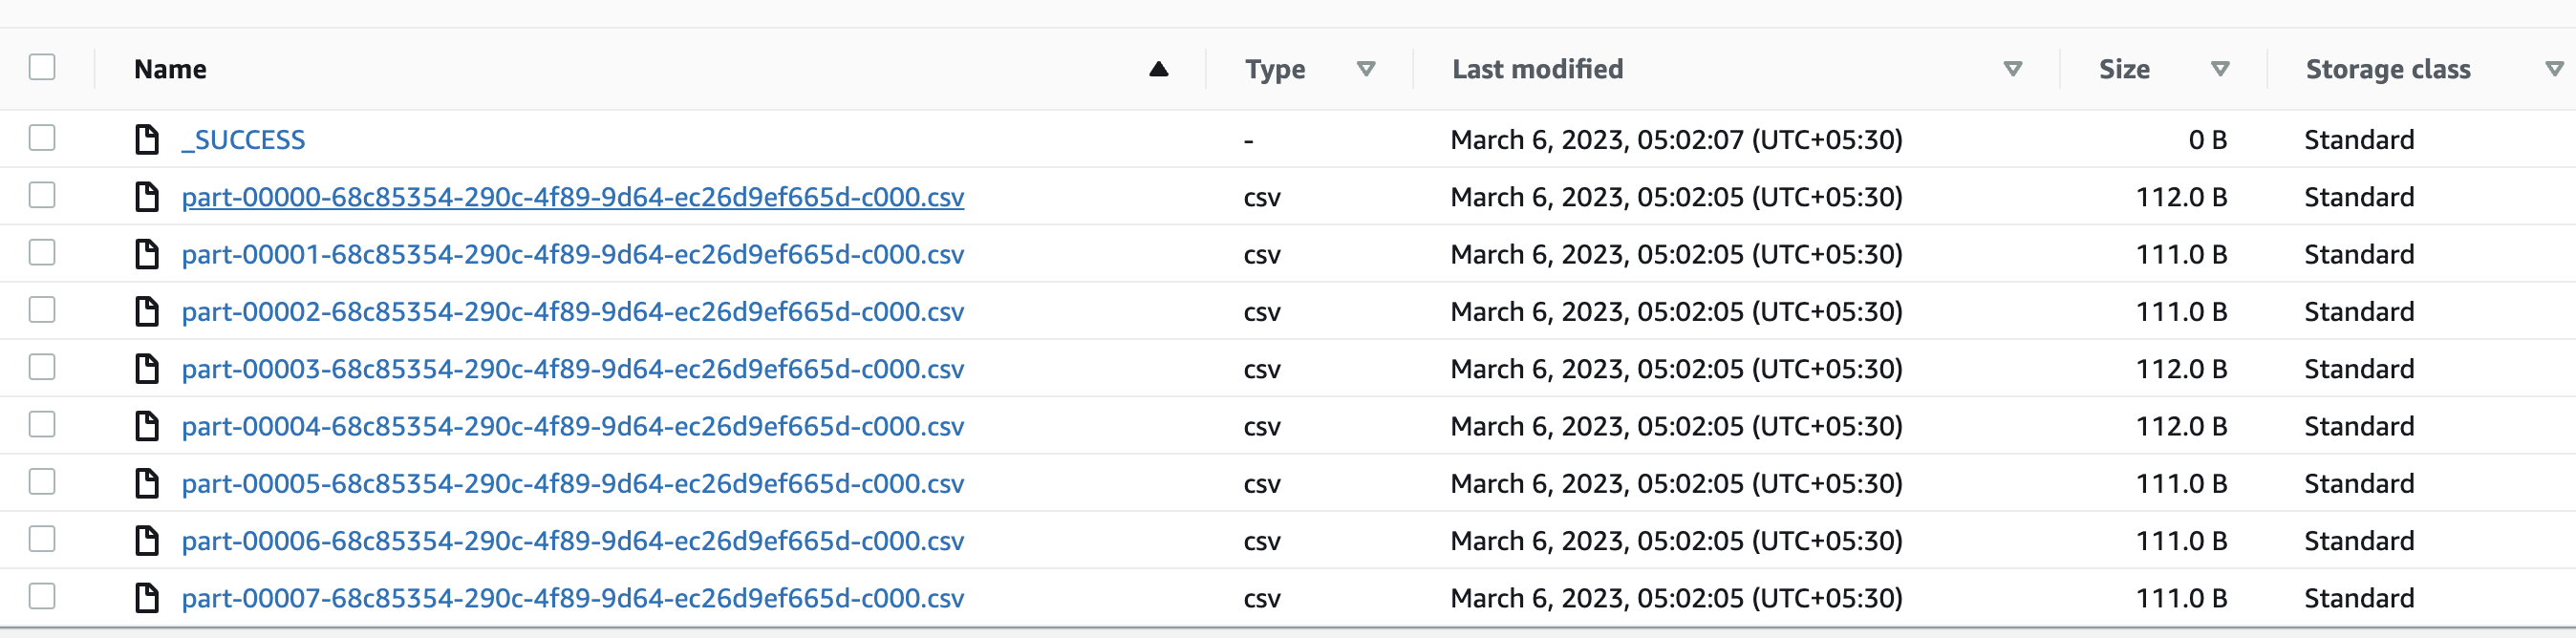 Name Type Last modified Size Storage class
_SUCCESS - March 6, 2023, 05:02:07 (UTC+05:30) 0 B Standard
part-00000-68c85354-290c-4f89-9d64-ec26d9ef665d-c000.csv csv March 6, 2023, 05:02:05 (UTC+05:30) 112.0 B Standard
part-00001-68c85354-290c-4f89-9d64-ec26d9ef665d-c000.csv csv March 6, 2023, 05:02:05 (UTC+05:30) 111.0 B Standard
part-00002-68c85354-290c-4f89-9d64-ec26d9ef665d-c000.csv csv March 6, 2023, 05:02:05 (UTC+05:30) 111.0 B Standard
part-00003-68c85354-290c-4f89-9d64-ec26d9ef665d-c000.csv csv March 6, 2023, 05:02:05 (UTC+05:30) 112.0 B Standard
part-00004-68c85354-290c-4f89-9d64-ec26d9ef665d-c000.csv csv March 6, 2023, 05:02:05 (UTC+05:30) 112.0 B Standard
part-00005-68c85354-290c-4f89-9d64-ec26d9ef665d-c000.csv csv March 6, 2023, 05:02:05 (UTC+05:30) 111.0 B Standard
part-00006-68c85354-290c-4f89-9d64-ec26d9ef665d-c000.csv csv March 6, 2023, 05:02:05 (UTC+05:30) 111.0 B Standard
part-00007-68c85354-290c-4f89-9d64-ec26d9ef665d-c000.csv csv March 6, 2023, 05:02:05 (UTC+05:30) 111.0 B Standard